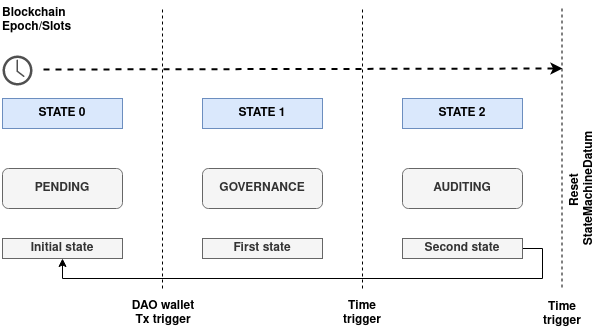 Blockchain
Epoch/Slots
STATE 0
STATE 1
STATE 2
PENDING
GOVERNANCE
AUDITING
Reset
StateMachineDatum
Initial state
First state
Second state
DAO wallet
Tx trigger
Time
trigger
Time
trigger